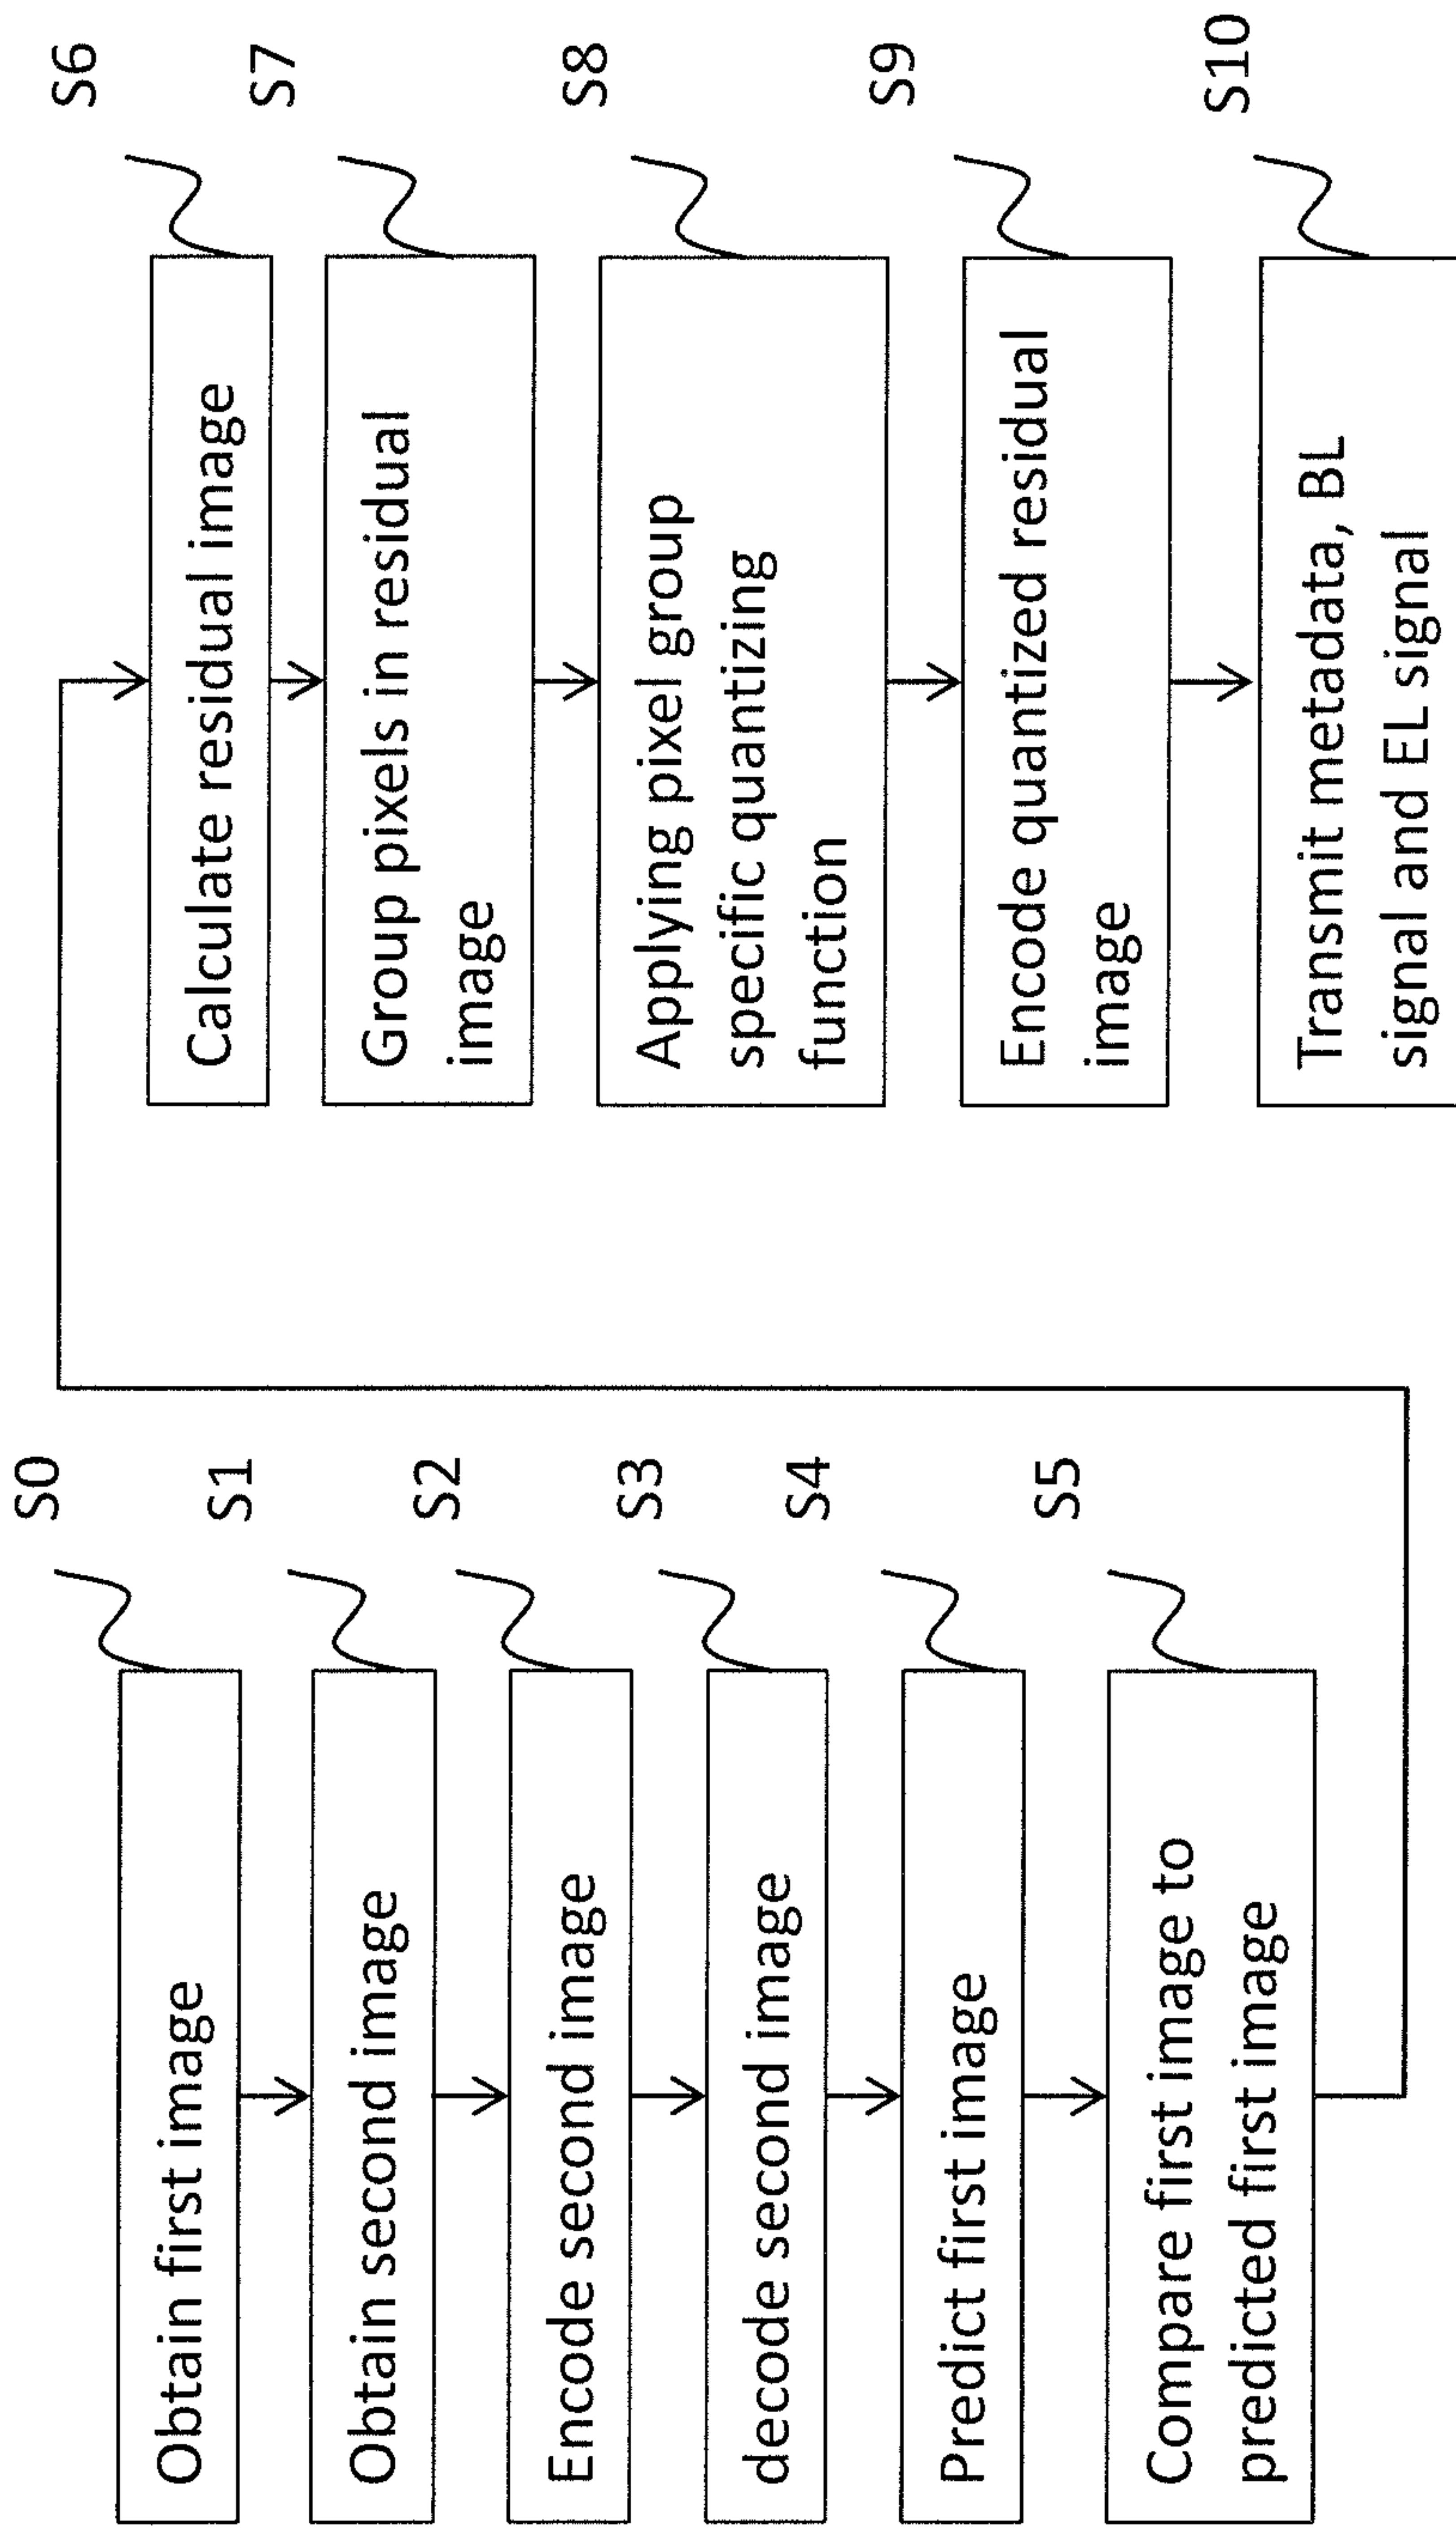 S0
Obtain first image
S1
Obtain second image
S2
Encode second image
S3
decode second image
S4
Predict first image
S5
Compare first image to
predicted first image
S6
Calculate residual image
S7
Group pixels in residual
image
S8
Applying pixel group
specific quantizing
function
S9
Encode quantized residual
image
S10
Transmit metadata, BL
signal and EL signal